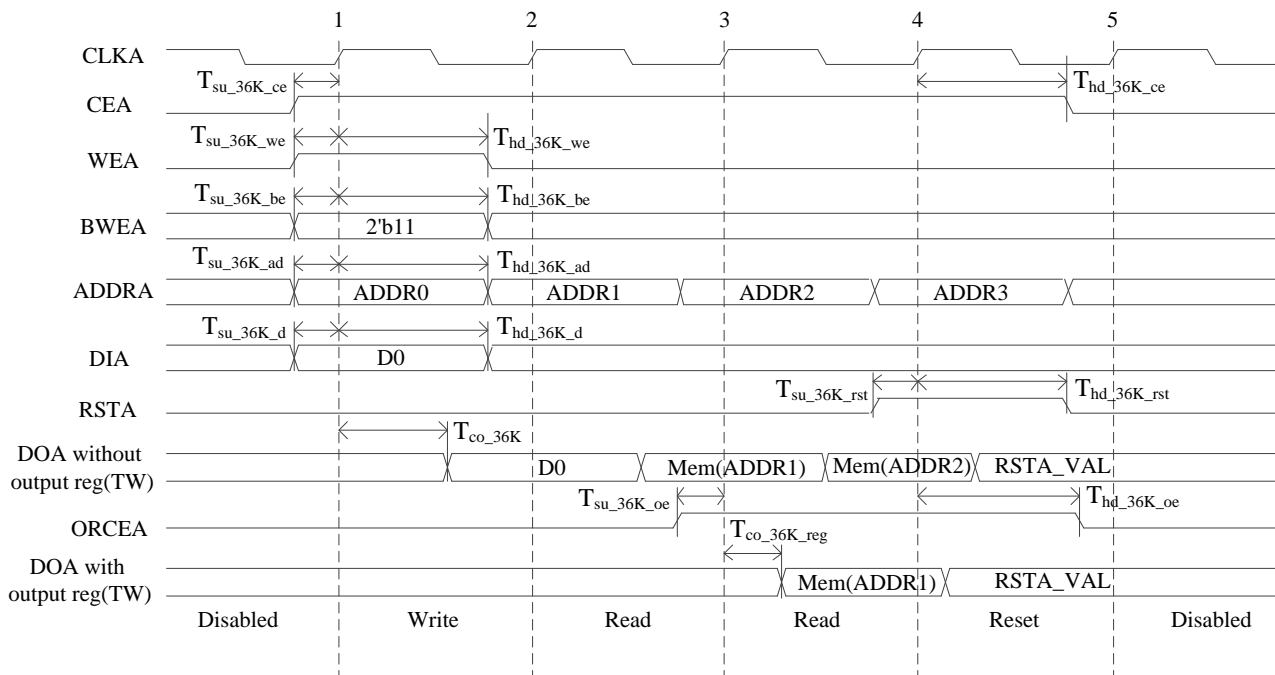 1 2 3 4 5
CLKA
T_su_36K_ce T_hd_36K_ce
CEA
T_su_36K_we T_hd_36K_we
WEA
T_su_36K_be T_hd_36K_be
BWEA 2'b11
T_su_36K_ad T_hd_36K_ad
ADDRA ADDR0 ADDR1 ADDR2 ADDR3
T_su_36K_d T_hd_36K_d
DIA D0
T_su_36K_rst T_hd_36K_rst
RSTA
T_co_36K
DOA without
output reg(TW) D0 Mem(ADDR1) Mem(ADDR2) RSTA_VAL
T_su_36K_oe T_hd_36K_oe
ORCEA
T_co_36K_reg
DOA with
output reg(TW) Mem(ADDR1) RSTA_VAL
Disabled Write Read Read Reset Disabled